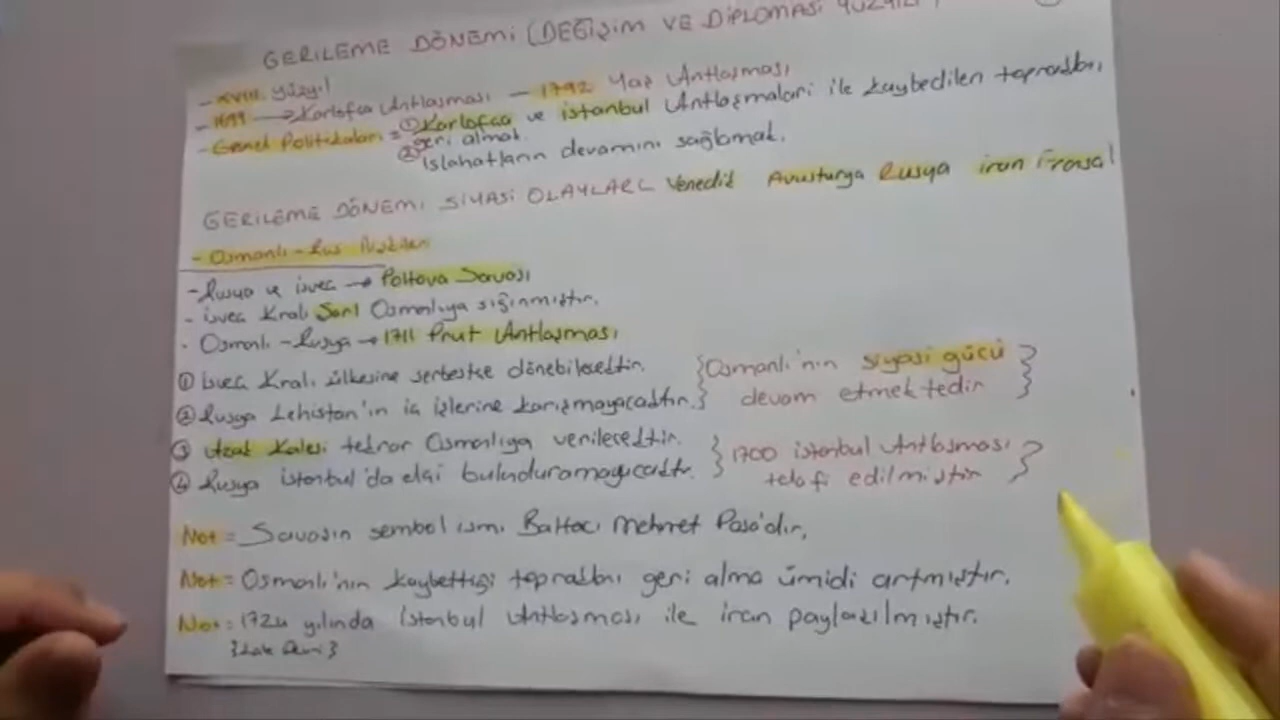 GERİLEME DÖNEMİ (DEĞİŞİM VE DİPLOMASİ YÜZYILI)
- XVIII. yüzyıl
- 1699 → Karlofça Antlaşması - 1792 Yaş Antlaşması
- Genel Politikaları = ① Karlofça ve İstanbul Antlaşmaları ile kaybedilen toprakları
geri almak.
② Islahatların devamını sağlamak.
GERİLEME DÖNEMİ SİYASİ OLAYLARI Venedik Avusturya Rusya İran Fransa
- Osmanlı - Rus İlişkileri
- Rusya ve İsveç → Poltova Savaşı
- İsveç Kralı Şarl Osmanlıya sığınmıştır.
- Osmanlı - Rusya → 1711 Prut Antlaşması
① İsveç Kralı ülkesine serbestçe dönebilecektir.
② Rusya Lehistan'ın iç işlerine karışmayacaktır. } {Osmanlı'nın siyasi gücü devam etmektedir }
③ Azak Kalesi tekrar Osmanlıya verilecektir.
④ Rusya İstanbul'da elçi bulunduramayacaktır. } 1700 İstanbul Antlaşması telafi edilmiştir }
Not = Savaşın sembol ismi Baltacı Mehmet Paşa'dır.
Not = Osmanlı'nın kaybettiği toprakları geri alma ümidi artmıştır.
Not = 1724 yılında İstanbul Antlaşması ile İran paylaşılmıştır.
{Lale Devri}